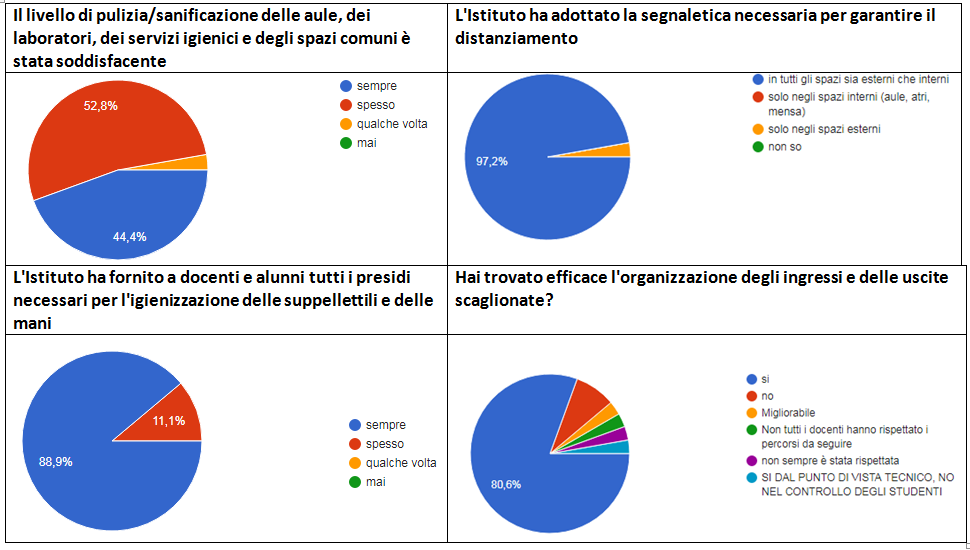 Il livello di pulizia/sanificazione delle aule, dei
laboratori, dei servizi igienici e degli spazi comuni è
stata soddisfacente
52,8%
44,4%
sempre
spesso
qualche volta
mai
L'Istituto ha adottato la segnaletica necessaria per garantire il
distanziamento
97,2%
in tutti gli spazi sia esterni che interni
solo negli spazi interni (aule, atri,
mensa)
solo negli spazi esterni
non so
L'Istituto ha fornito a docenti e alunni tutti i presidi
necessari per l'igienizzazione delle suppellettili e delle
mani
11,1%
88,9%
sempre
spesso
qualche volta
mai
Hai trovato efficace l'organizzazione degli ingressi e delle uscite
scaglionate?
80,6%
si
no
Migliorabile
Non tutti i docenti hanno rispettato i
percorsi da seguire
non sempre è stata rispettata
SI DAL PUNTO DI VISTA TECNICO, NO
NEL CONTROLLO DEGLI STUDENTI